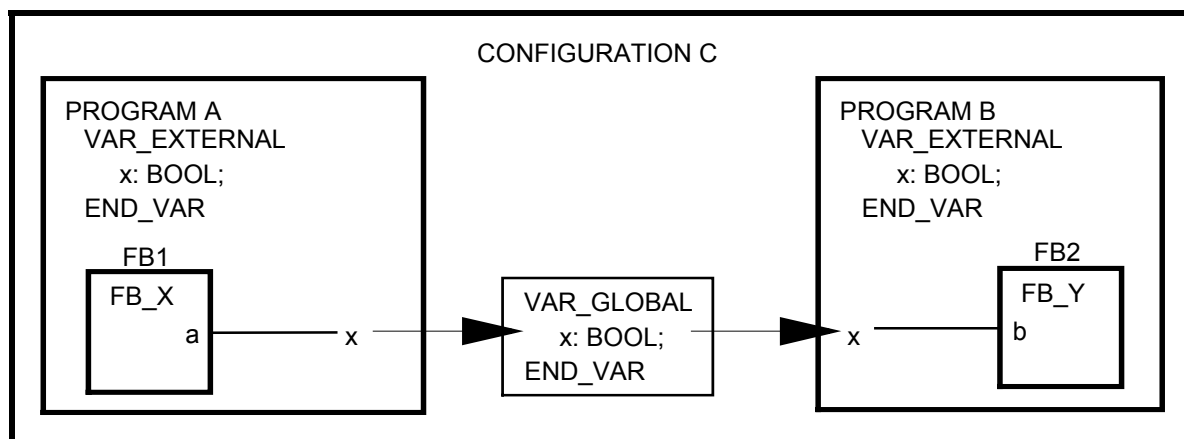 CONFIGURATION C
PROGRAM A
VAR_EXTERNAL
x: BOOL;
END_VAR
FB1
FB_X
a
x
VAR_GLOBAL
x: BOOL;
END_VAR
PROGRAM B
VAR_EXTERNAL
x: BOOL;
END_VAR
x
FB2
FB_Y
b